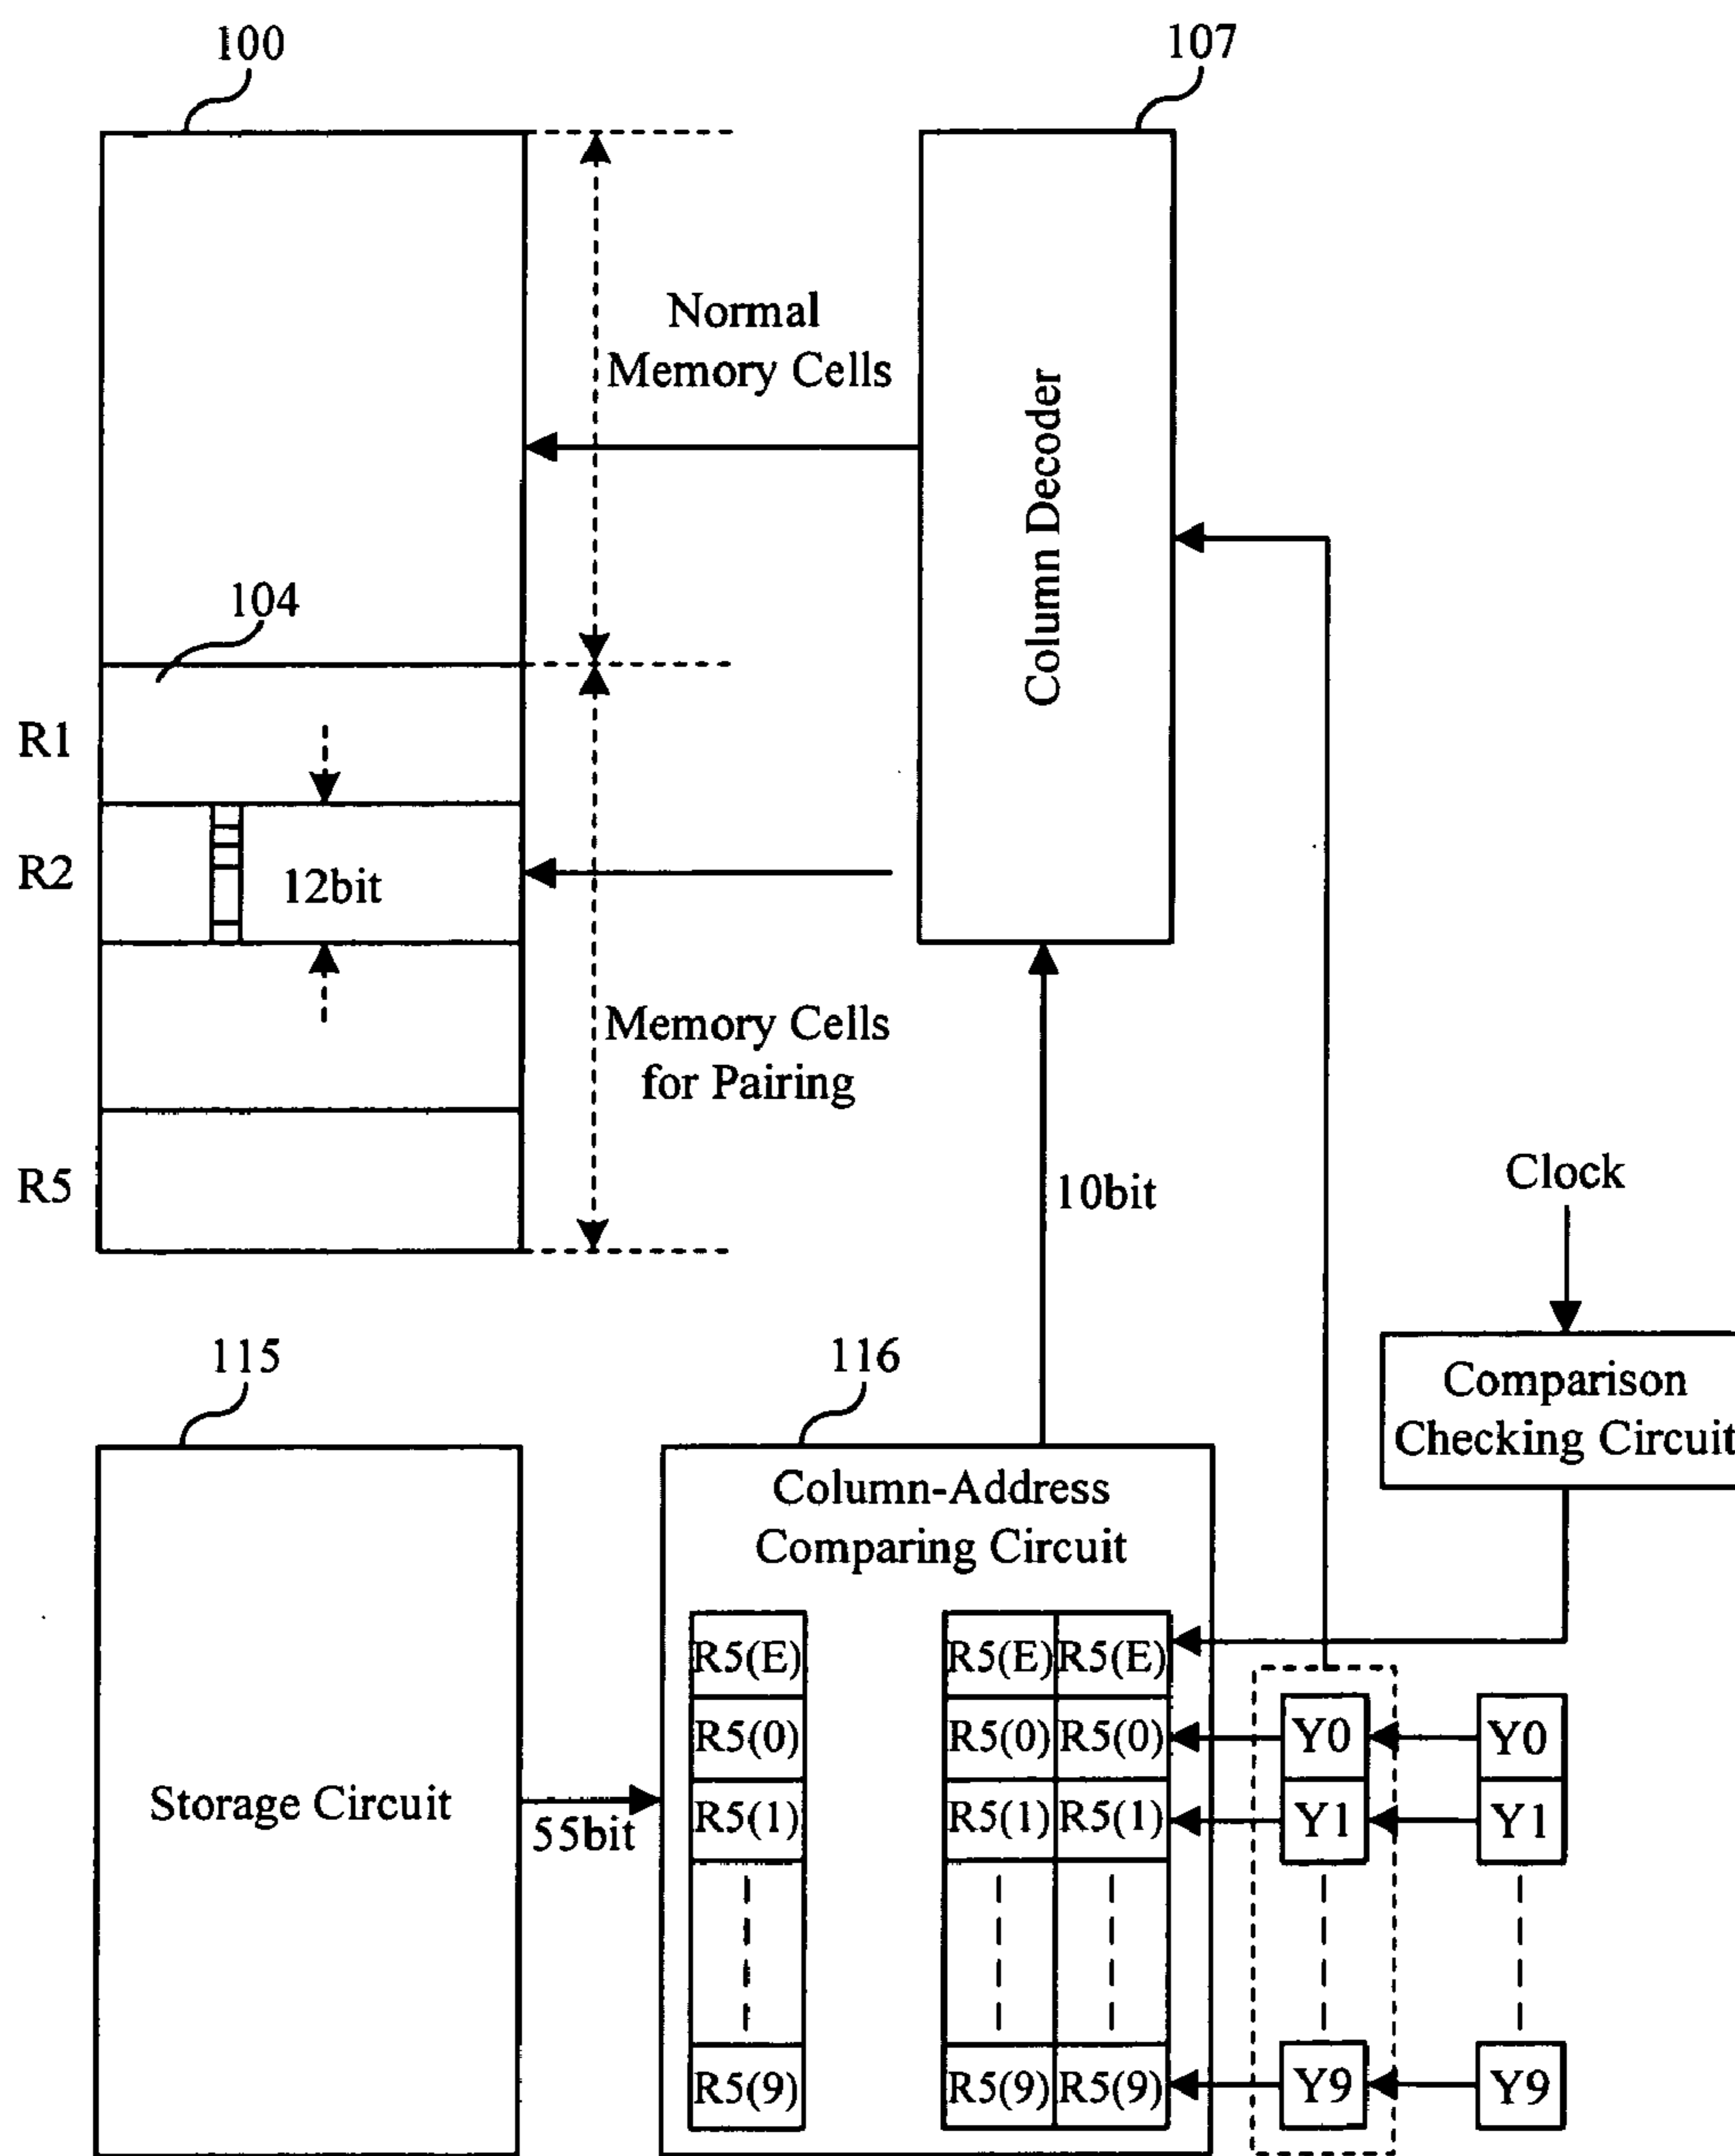 100
107
Normal
Memory Cells
Column Decoder
104
R1
R2
12bit
Memory Cells
for Pairing
R5
10bit
Clock
Comparison
Checking Circuit
115
116
Column-Address
Comparing Circuit
Storage Circuit
55bit
R5(E) R5(E) R5(E)
R5(0) R5(0) R5(0) Y0 Y0
R5(1) R5(1) R5(1) Y1 Y1
R5(9) R5(9) R5(9) Y9 Y9